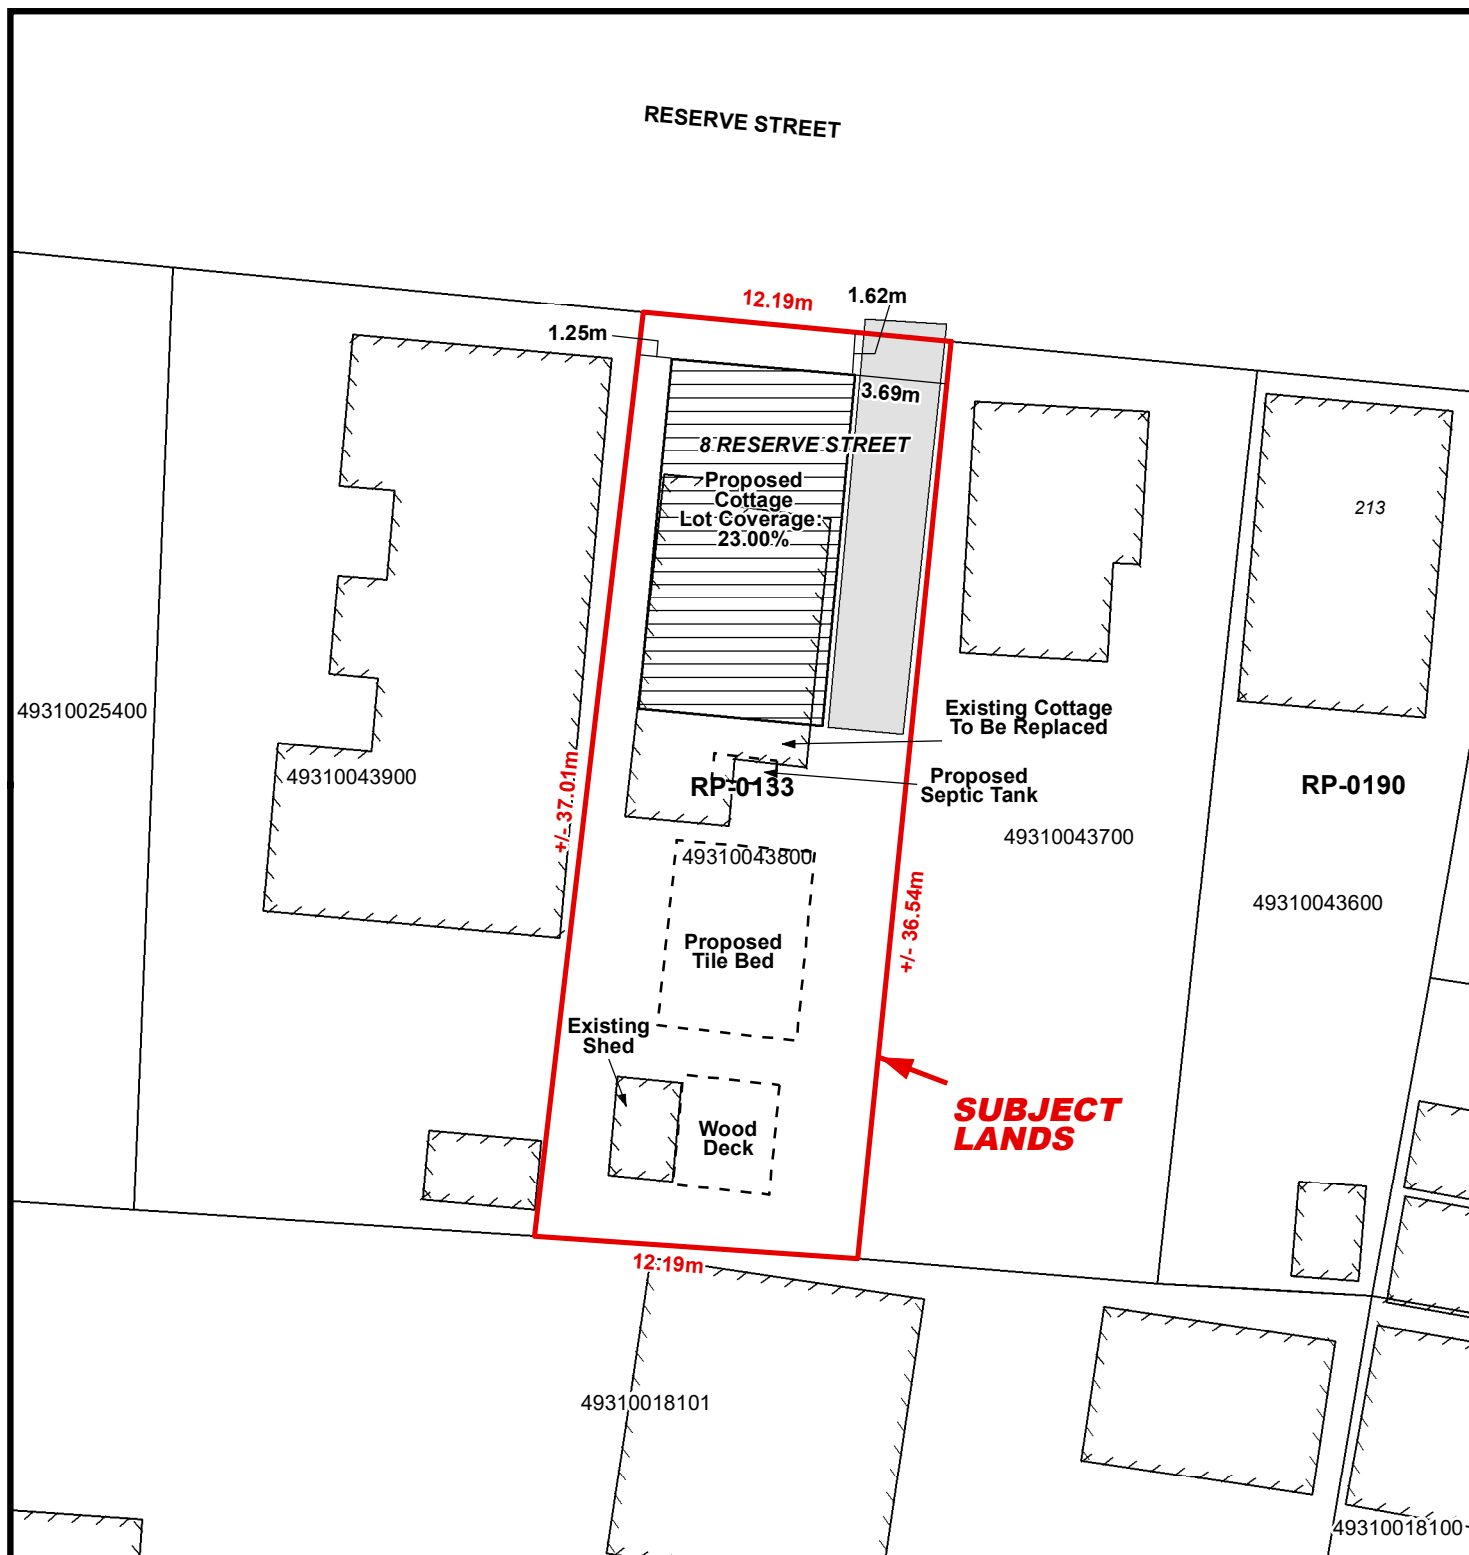 RESERVE STREET
12.19m
1.62m
1.25m
3.69m
8 RESERVE STREET
Proposed
Cottage
Lot Coverage:
23.00%
213
49310025400
Existing Cottage
To Be Replaced
49310043900
+/- 37.01m
RP-0133
Proposed
Septic Tank
RP-0190
49310043700
49310043800
49310043600
+/- 36.54m
Proposed
Tile Bed
Existing
Shed
Wood
Deck
SUBJECT
LANDS
12.19m
49310018101
49310018100